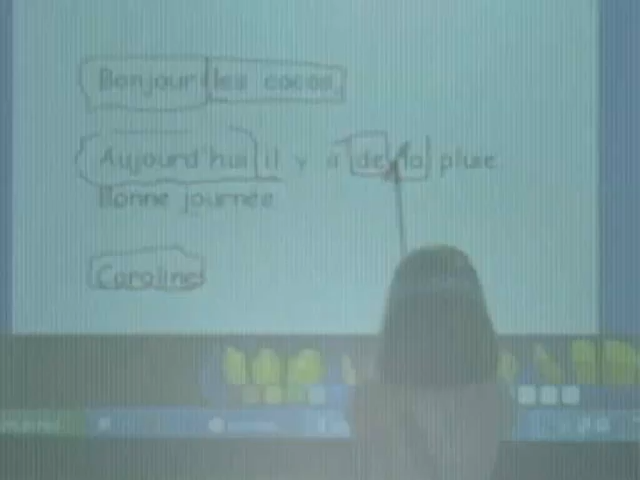 Bonjour les cocos,
Aujourd'hui il y a de la pluie
Bonne journée
Caroline